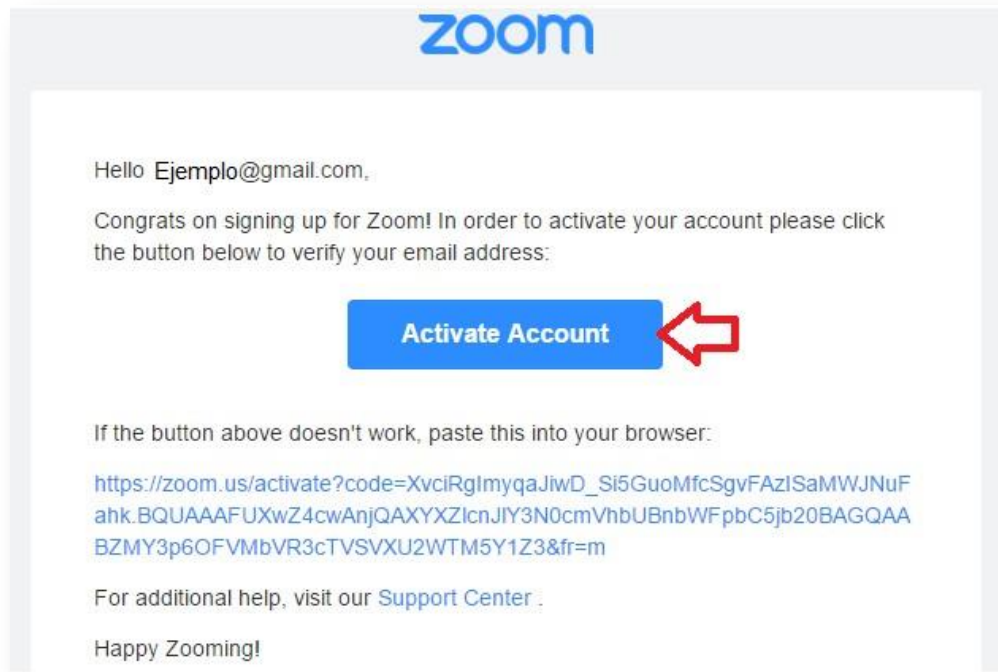 zoom
Hello Ejemplo@gmail.com,
Congrats on signing up for Zoom! In order to activate your account please click
the button below to verify your email address:
Activate Account
If the button above doesn't work, paste this into your browser:
https://zoom.us/activate?code=XvciRgImyqaJiwD_Si5GuoMfcSgvFAzISaMWJNuF
ahk.BQUAAAFUXwZ4cwAnjQAXYXZlcnJlY3N0cmVhbUBnbWFpbC5jb20BAGQAA
BZMY3p6OFVMbVR3cTVSVXU2WTM5Y1Z3&fr=m
For additional help, visit our Support Center .
Happy Zooming!